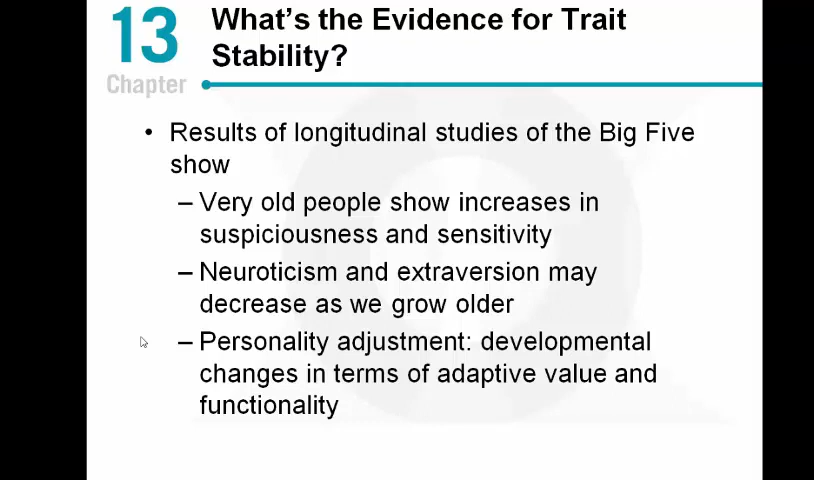 13
Chapter
What's the Evidence for Trait
Stability?
• Results of longitudinal studies of the Big Five
show
– Very old people show increases in
suspiciousness and sensitivity
– Neuroticism and extraversion may
decrease as we grow older
– Personality adjustment: developmental
changes in terms of adaptive value and
functionality